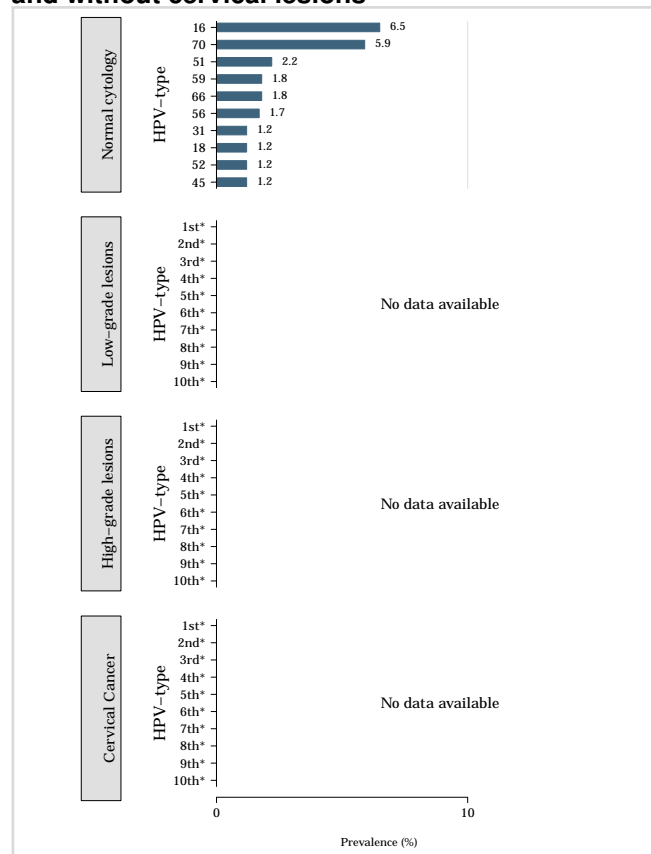 and without cervical lesions
Normal cytology
HPV−type
16 6.5
70 5.9
51 2.2
59 1.8
66 1.8
56 1.7
31 1.2
18 1.2
52 1.2
45 1.2
Low−grade lesions
HPV−type
1st*
2nd*
3rd*
4th*
5th*
6th*
7th*
8th*
9th*
10th*
No data available
High−grade lesions
HPV−type
1st*
2nd*
3rd*
4th*
5th*
6th*
7th*
8th*
9th*
10th*
No data available
Cervical Cancer
HPV−type
1st*
2nd*
3rd*
4th*
5th*
6th*
7th*
8th*
9th*
10th*
No data available
0 10
Prevalence (%)